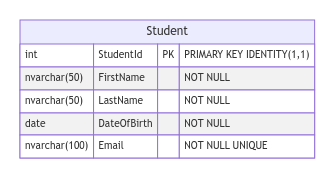 Student
int StudentId PK PRIMARY KEY IDENTITY(1,1)
nvarchar(50) FirstName NOT NULL
nvarchar(50) LastName NOT NULL
date DateOfBirth NOT NULL
nvarchar(100) Email NOT NULL UNIQUE